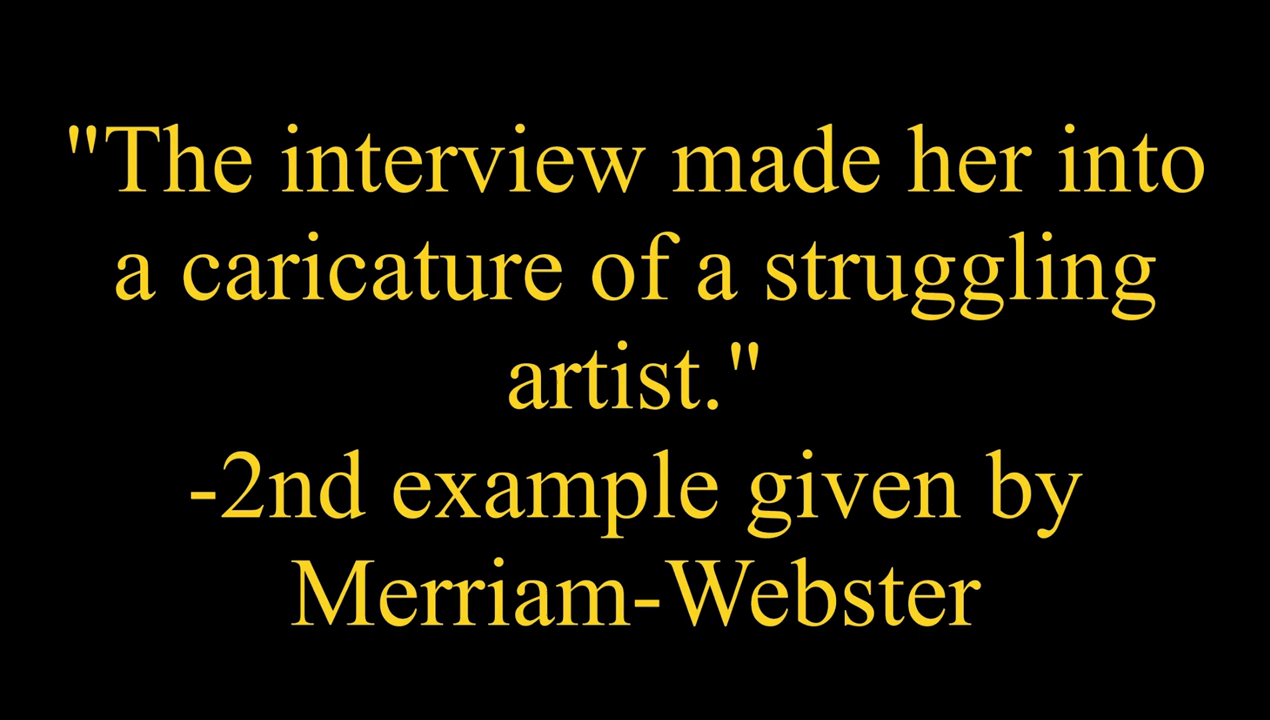 "The interview made her into
a caricature of a struggling
artist."
-2nd example given by
Merriam-Webster